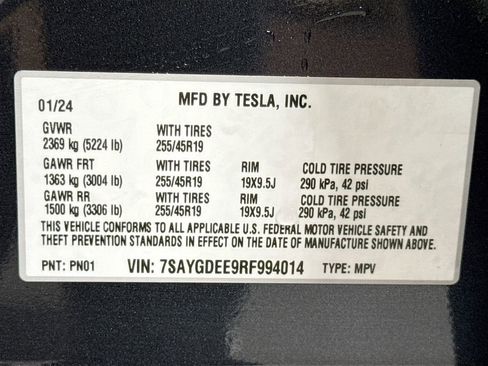 01/24 MFD BY TESLA, INC.
GVWR WITH TIRES
2369 kg (5224 lb) 255/45R19
GAWR FRT WITH TIRES RIM COLD TIRE PRESSURE
1363 kg (3004 lb) 255/45R19 19X9.5J 290 kPa, 42 psi
GAWR RR WITH TIRES RIM COLD TIRE PRESSURE
1500 kg (3306 lb) 255/45R19 19X9.5J 290 kPa, 42 psi
THIS VEHICLE CONFORMS TO ALL APPLICABLE U.S. FEDERAL MOTOR VEHICLE SAFETY AND
THEFT PREVENTION STANDARDS IN EFFECT ON THE DATE OF MANUFACTURE SHOWN ABOVE.
PNT: PN01 VIN: 7SAYGDEE9RF994014 TYPE: MPV